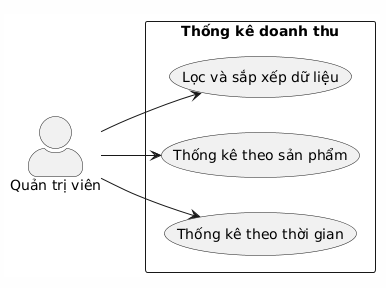 Thống kê doanh thu
Lọc và sắp xếp dữ liệu
Thống kê theo sản phẩm
Quản trị viên
Thống kê theo thời gian